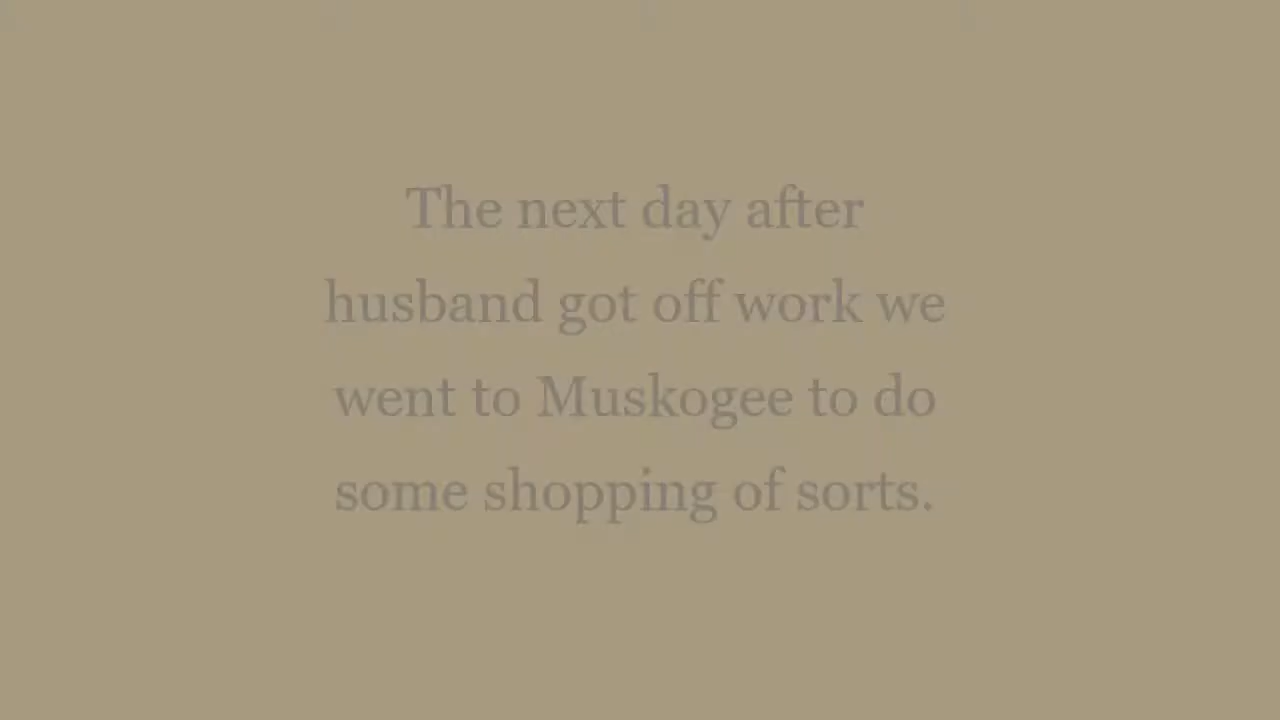 The next day after
husband got off work we
went to Muskogee to do
some shopping of sorts.